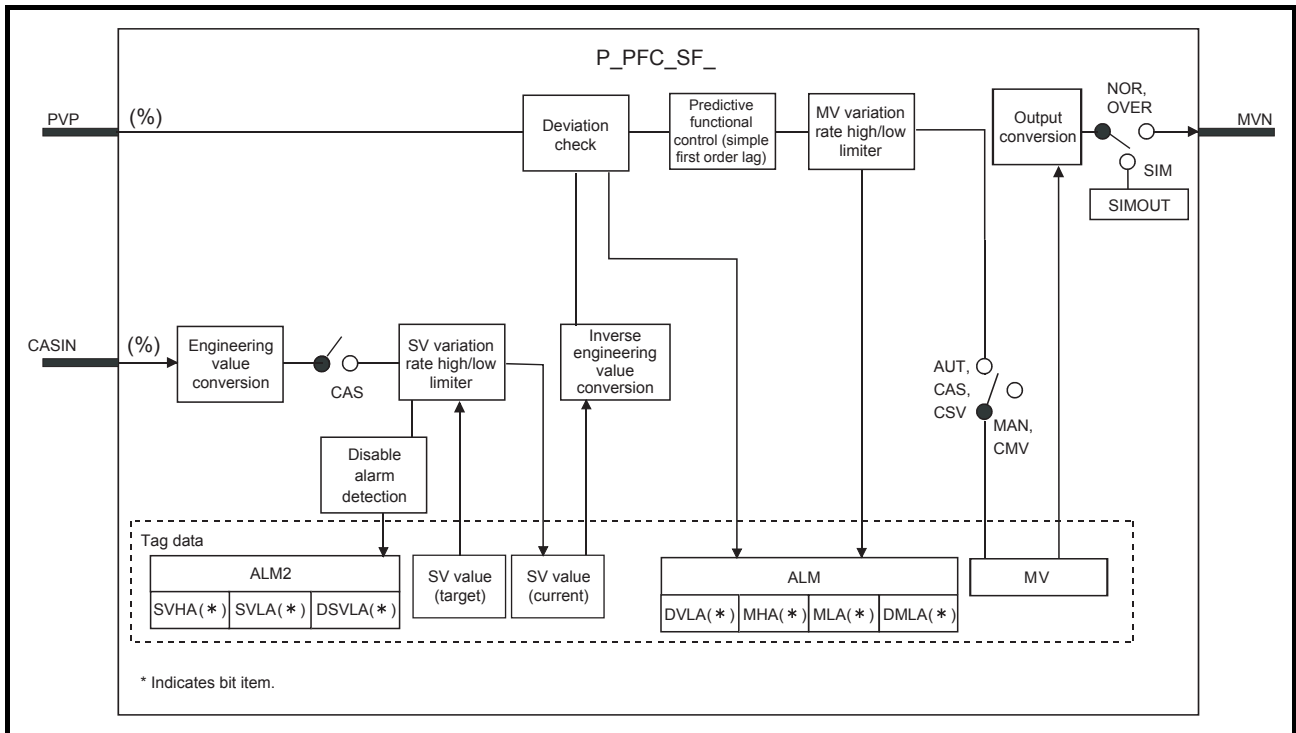 P_PFC_SF_
PVP
(%)
Deviation
check
Predictive
functional
control (simple
first order lag)
MV variation
rate high/low
limiter
Output
conversion
NOR,
OVER
MVN
SIM
SIMOUT
CASIN
(%)
Engineering
value
conversion
CAS
SV variation
rate high/low
limiter
Inverse
engineering
value
conversion
AUT,
CAS,
CSV
MAN,
CMV
Disable
alarm
detection
Tag data
ALM2
SVHA(*) SVLA(*) DSVLA(*)
SV value
(target)
SV value
(current)
ALM
DVLA(*) MHA(*) MLA(*) DMLA(*)
MV
* Indicates bit item.